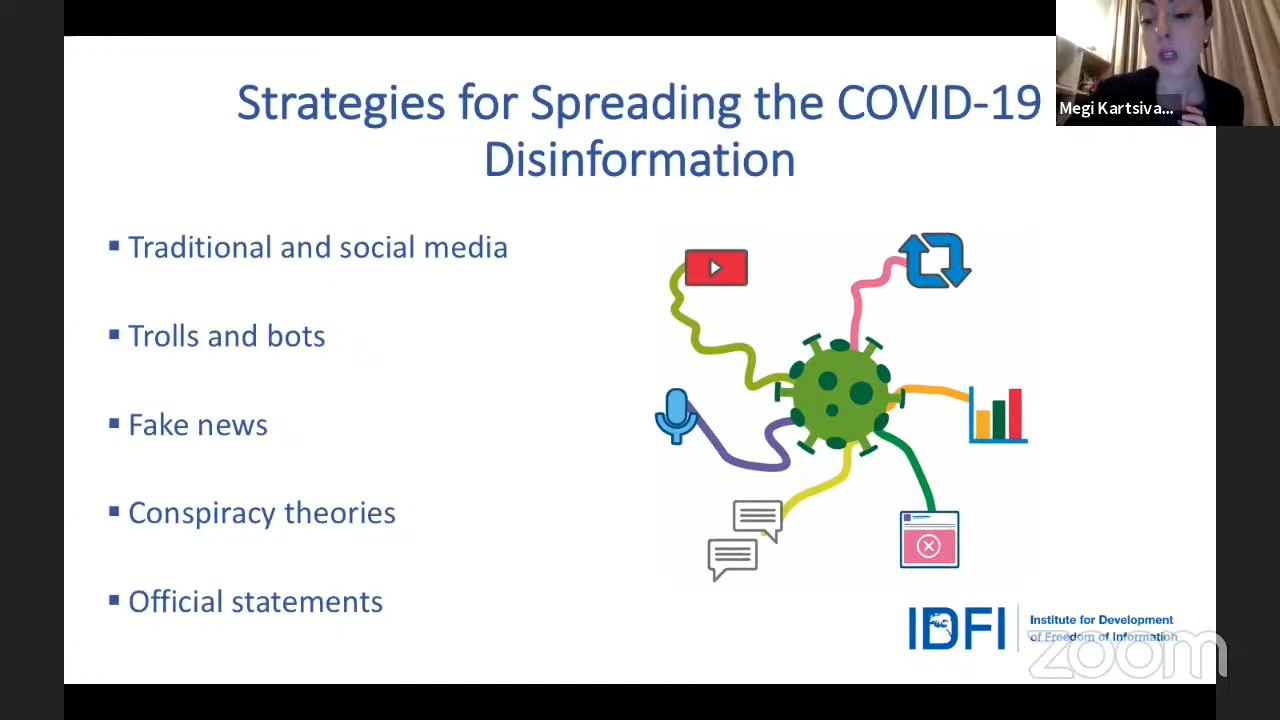 Strategies for Spreading the COVID-19
Disinformation
Megi Kartsiva...
▪ Traditional and social media
▪ Trolls and bots
▪ Fake news
▪ Conspiracy theories
▪ Official statements
IDFI
Institute for Development
of Freedom of Information
zoom